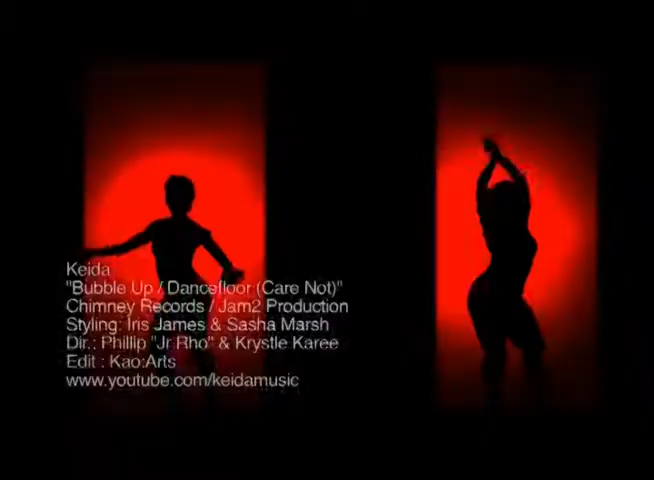 Keida
"Bubble Up / Dancefloor (Care Not)"
Chimney Records / Jam2 Production
Styling: Iris James & Sasha Marsh
Dir.: Phillip "Jr Rho" & Krystle Karee
Edit : Kao:Arts
www.youtube.com/keidamusic